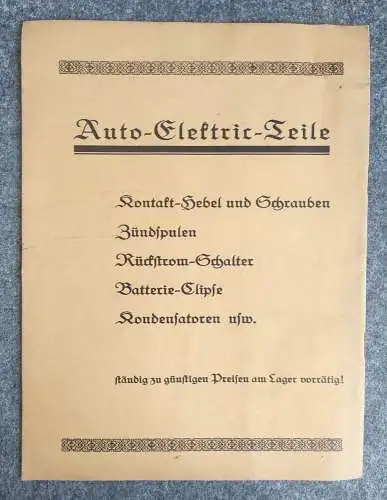 Auto-Elektric-Teile
Kontakt-Hebel und Schrauben
Zündspulen
Rückstrom-Schalter
Batterie-Clipse
Kondensatoren usw.
ständig zu günstigen Preisen am Lager vorrätig!